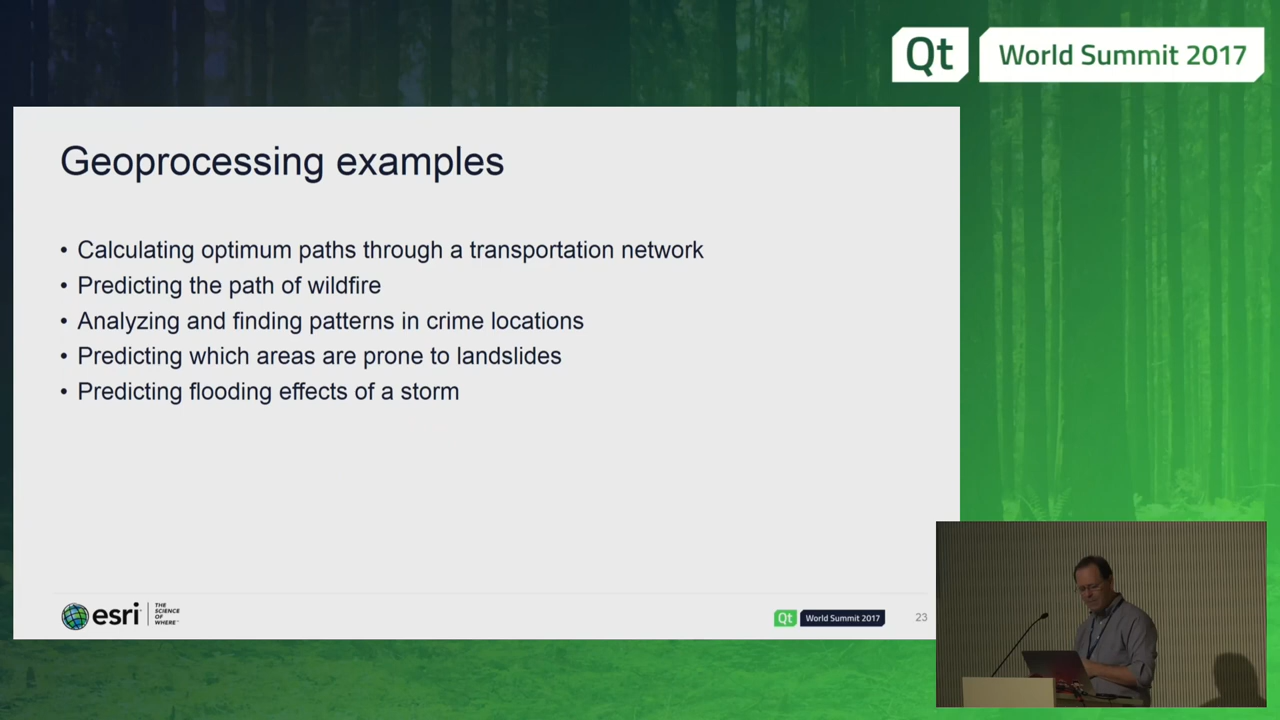 Qt World Summit 2017
Geoprocessing examples
• Calculating optimum paths through a transportation network
• Predicting the path of wildfire
• Analyzing and finding patterns in crime locations
• Predicting which areas are prone to landslides
• Predicting flooding effects of a storm
esri
THE
SCIENCE
OF
WHERE™
Qt World Summit 2017
23